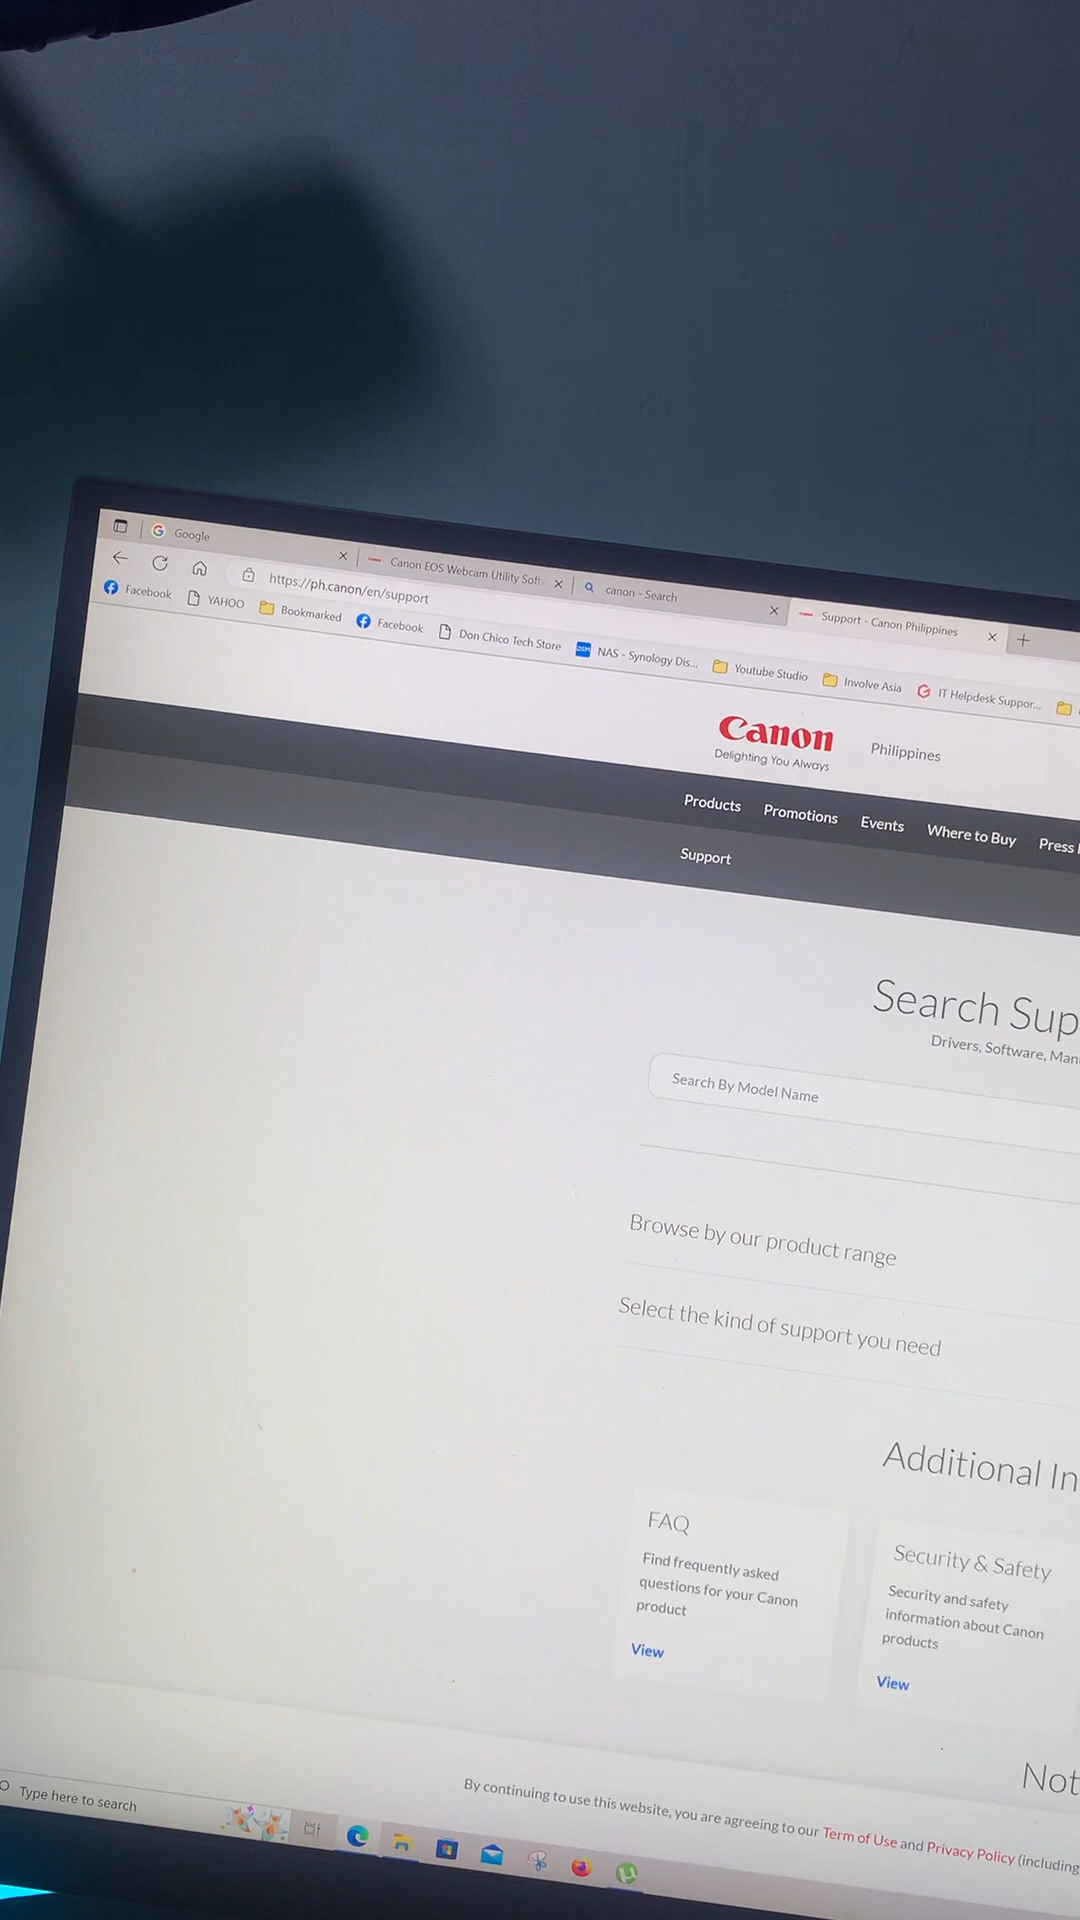 Google
Canon EOS Webcam Utility Soft
canon - Search
Support - Canon Philippines
https://ph.canon/en/support
Facebook
YAHOO
Bookmarked
Facebook
Don Chico Tech Store
DSM
NAS - Synology Dis...
Youtube Studio
Involve Asia
IT Helpdesk Suppor...
Canon
Delighting You Always
Philippines
Products
Promotions
Events
Where to Buy
Press
Support
Search Sup
Drivers, Software, Man
Search By Model Name
Browse by our product range
Select the kind of support you need
Additional In
FAQ
Find frequently asked
questions for your Canon
product
View
Security & Safety
Security and safety
information about Canon
products
View
Not
By continuing to use this website, you are agreeing to our Term of Use and Privacy Policy (including
Type here to search